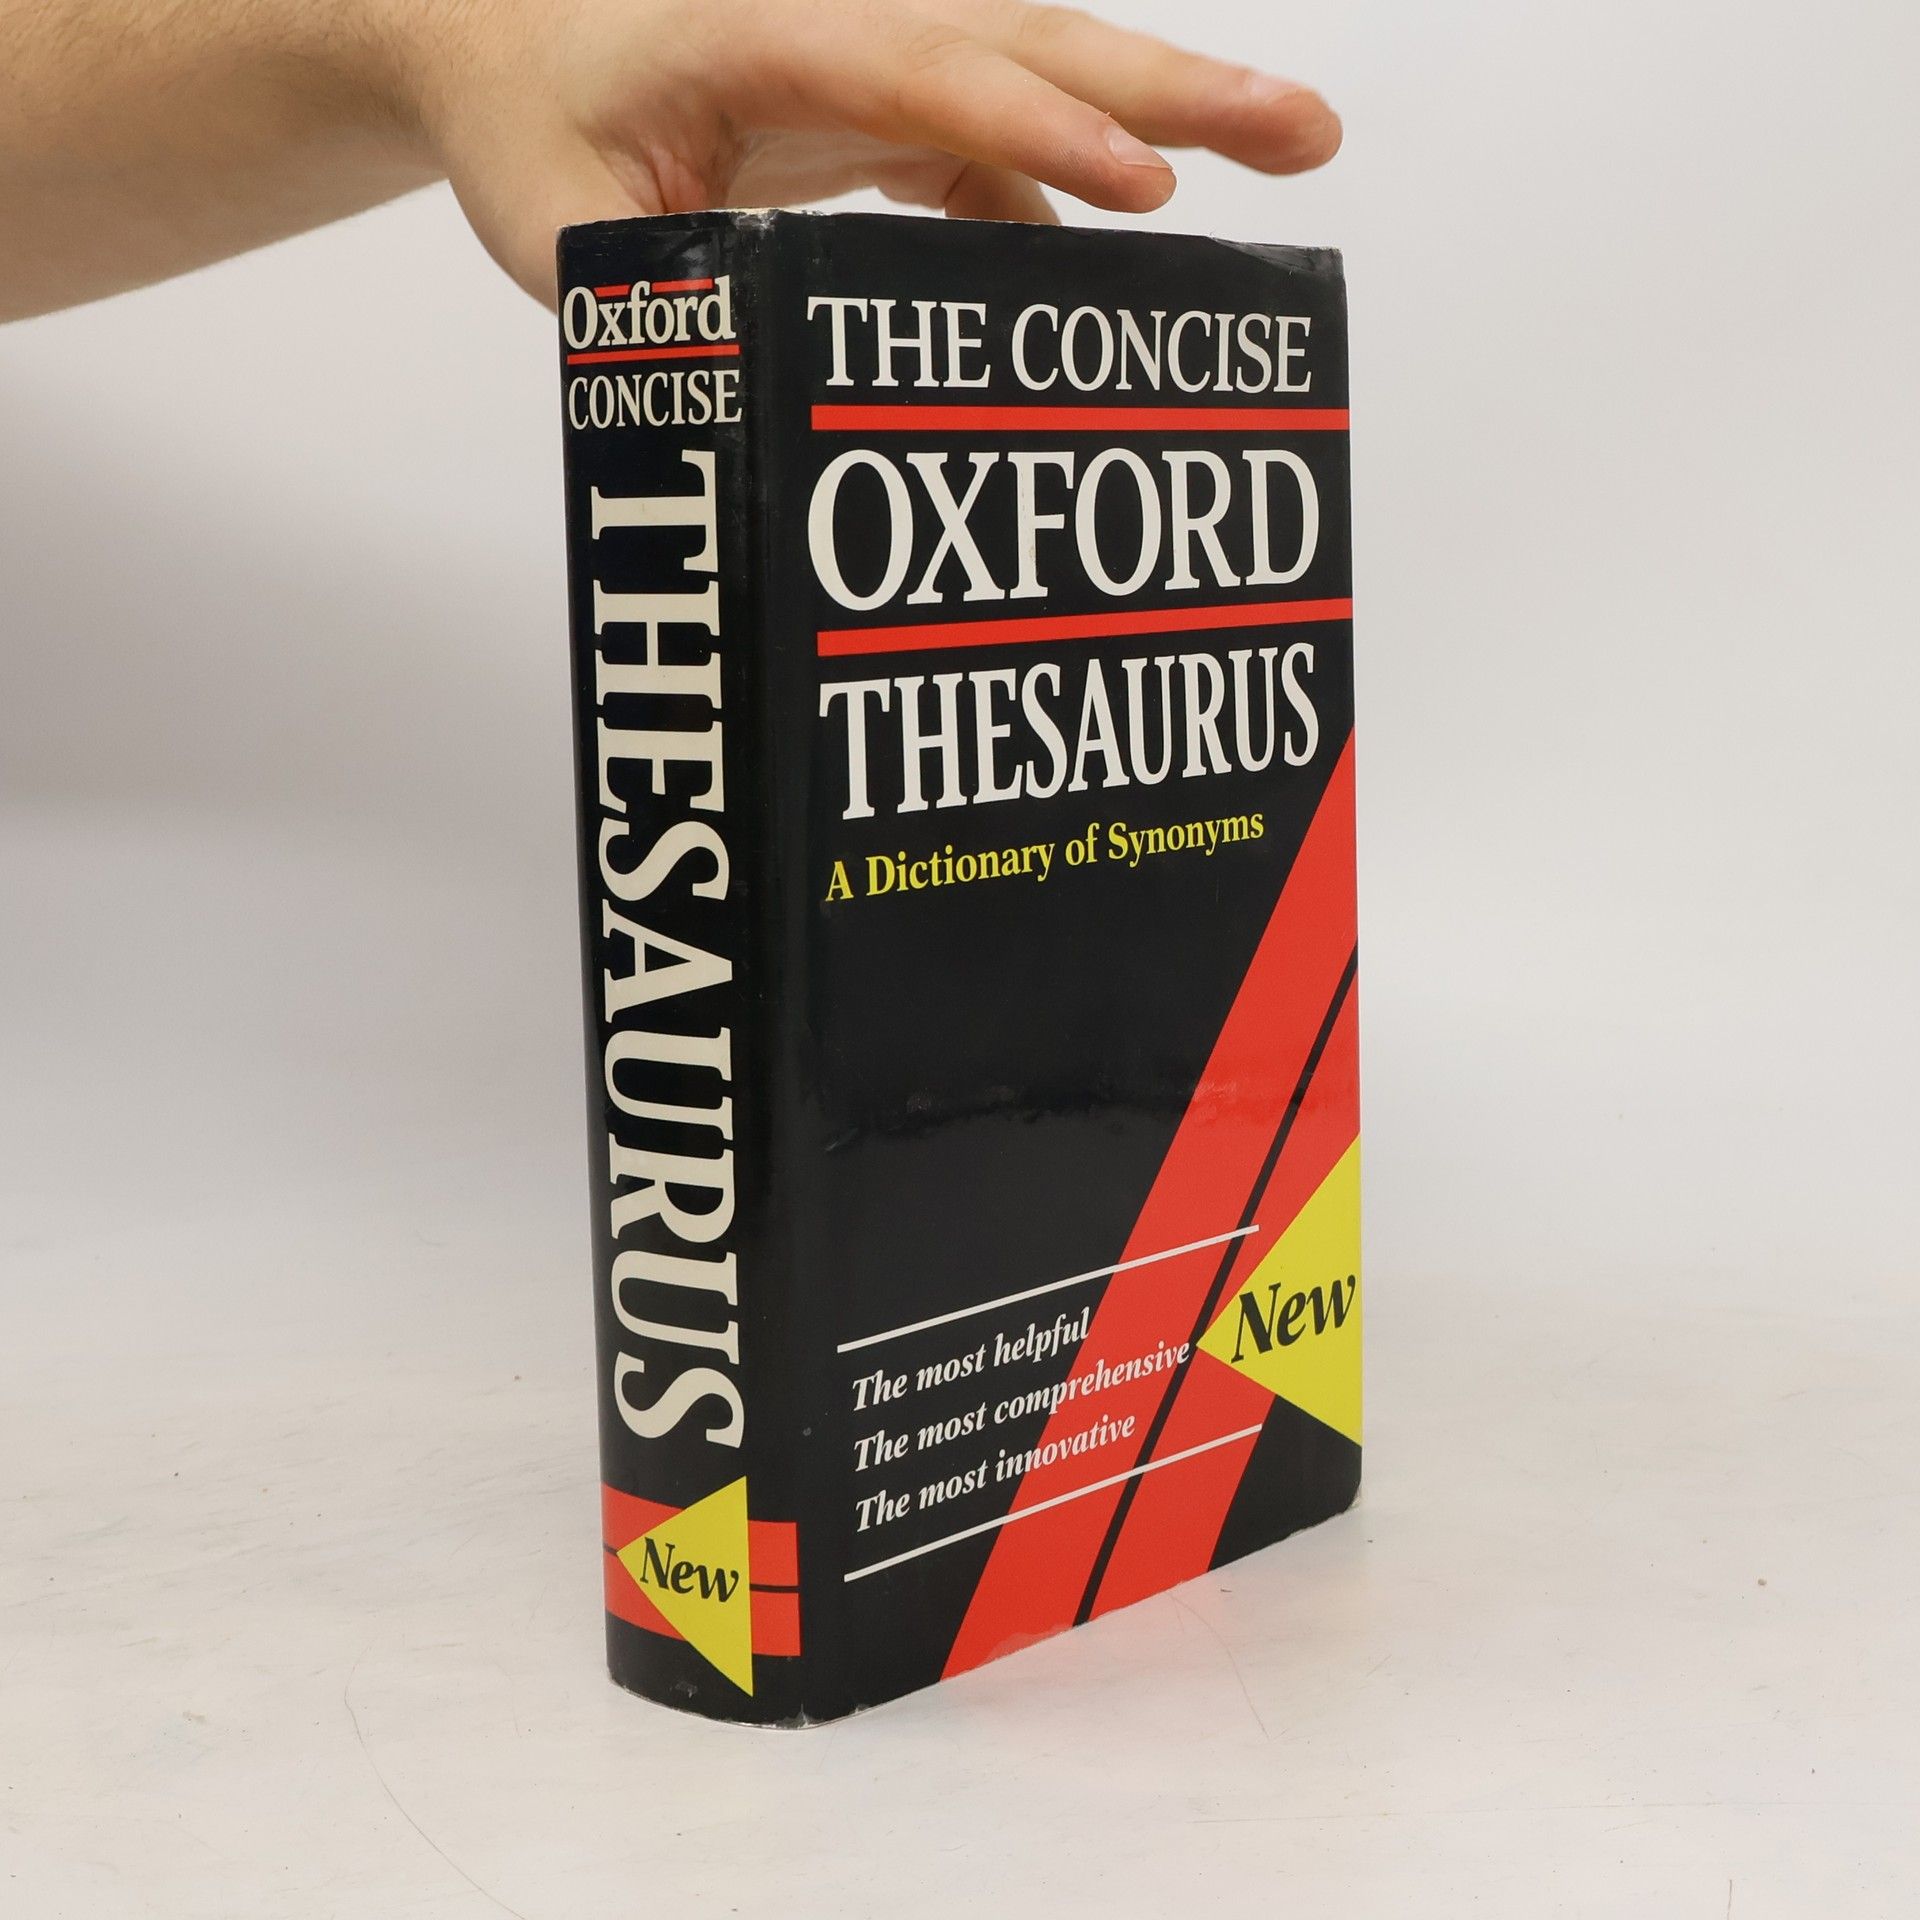 Oxford
CONCISE
THESAURUS
New
THE CONCISE
OXFORD
THESAURUS
A Dictionary of Synonyms
The most helpful
The most comprehensive
The most innovative
New